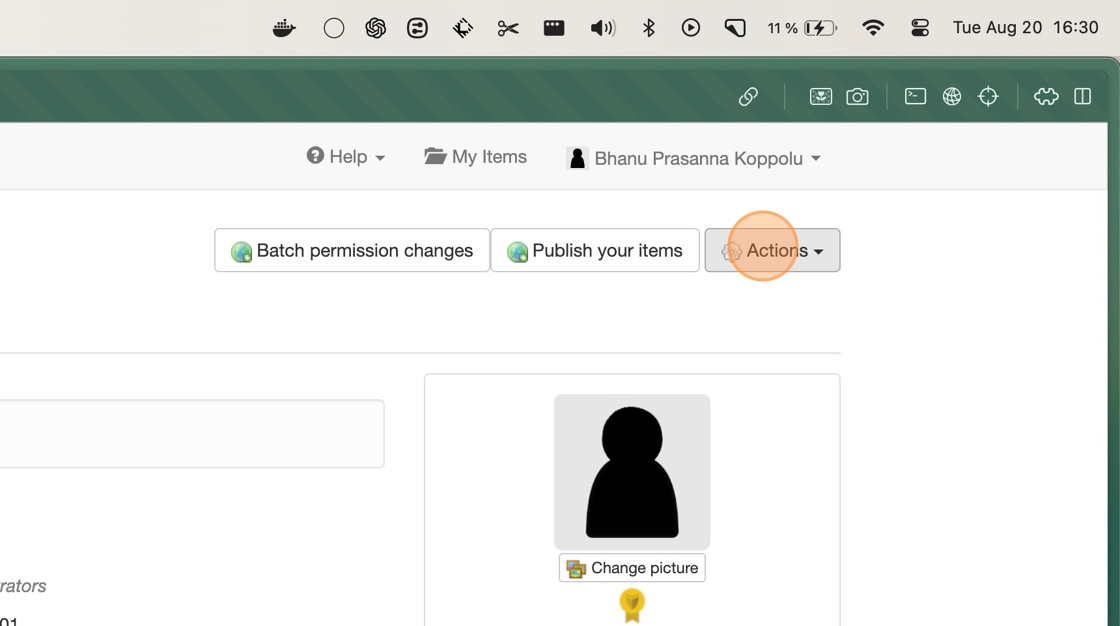 11 %
Tue Aug 20 16:30
Help
My Items
Bhanu Prasanna Koppolu
Batch permission changes
Publish your items
Actions
Change picture
rators
01